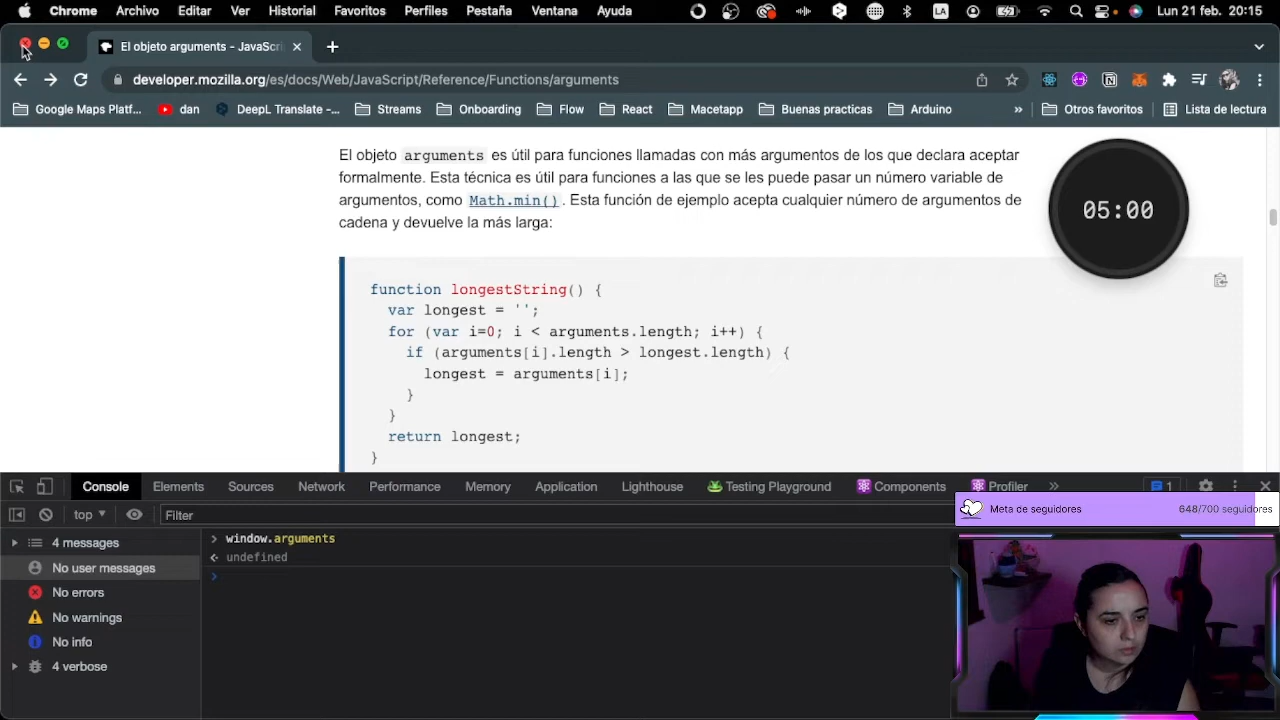 Chrome Archivo Editar Ver Historial Favoritos Perfiles Pestaña Ventana Ayuda LA Lun 21 feb. 20:15
El objeto arguments - JavaScri
developer.mozilla.org/es/docs/Web/JavaScript/Reference/Functions/arguments
Google Maps Platf... dan DeepL Translate -... Streams Onboarding Flow React Macetapp Buenas practicas Arduino » Otros favoritos Lista de lectura
El objeto arguments es útil para funciones llamadas con más argumentos de los que declara aceptar
formalmente. Esta técnica es útil para funciones a las que se les puede pasar un número variable de
argumentos, como Math.min() . Esta función de ejemplo acepta cualquier número de argumentos de
cadena y devuelve la más larga:
05:00
function longestString() {
var longest = '';
for (var i=0; i < arguments.length; i++) {
if (arguments[i].length > longest.length) {
longest = arguments[i];
}
}
return longest;
}
Console Elements Sources Network Performance Memory Application Lighthouse Testing Playground Components Profiler » 1
top Filter
Meta de seguidores 648/700 seguidores
4 messages
No user messages
No errors
No warnings
No info
4 verbose
> window.arguments
< undefined
>